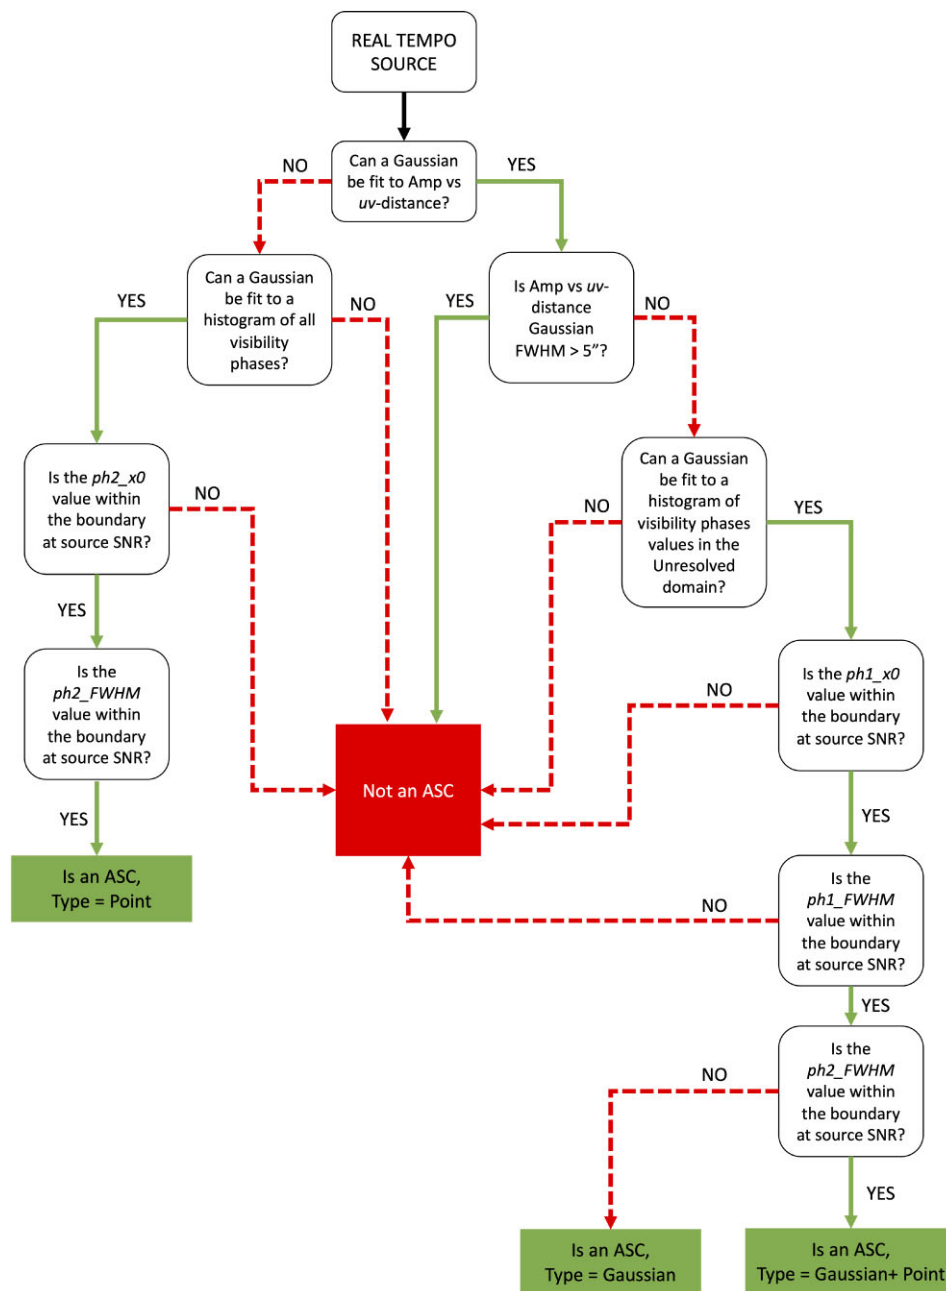 REAL TEMPO
SOURCE
NO
YES
Can a Gaussian
be fit to Amp vs
uv-distance?
YES
Can a Gaussian
be fit to a
histogram of all
visibility
phases?
NO
YES
Is Amp vs uv-
distance
Gaussian
FWHM > 5”?
NO
Is the ph2_x0
value within
the boundary
at source SNR?
NO
NO
Can a Gaussian
be fit to a
histogram of
visibility phases
values in the
Unresolved
domain?
YES
YES
Is the
ph2_FWHM
value within
the boundary
at source SNR?
NO
Is the ph1_x0
value within
the boundary
at source SNR?
Not an ASC
YES
YES
Is an ASC,
Type = Point
NO
Is the
ph1_FWHM
value within
the boundary
at source SNR?
YES
NO
Is the
ph2_FWHM
value within
the boundary
at source SNR?
YES
Is an ASC,
Type = Gaussian
Is an ASC,
Type = Gaussian+ Point